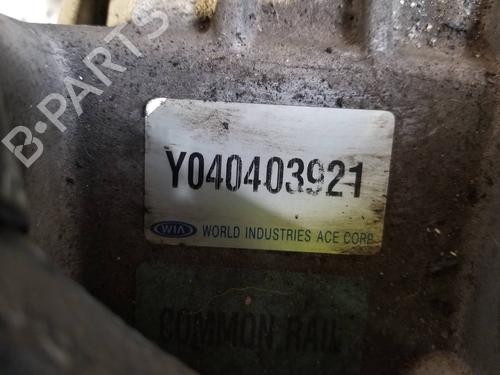 B-PARTS
Y040403921
WIA WORLD INDUSTRIES ACE CORP
COMMON RAIL